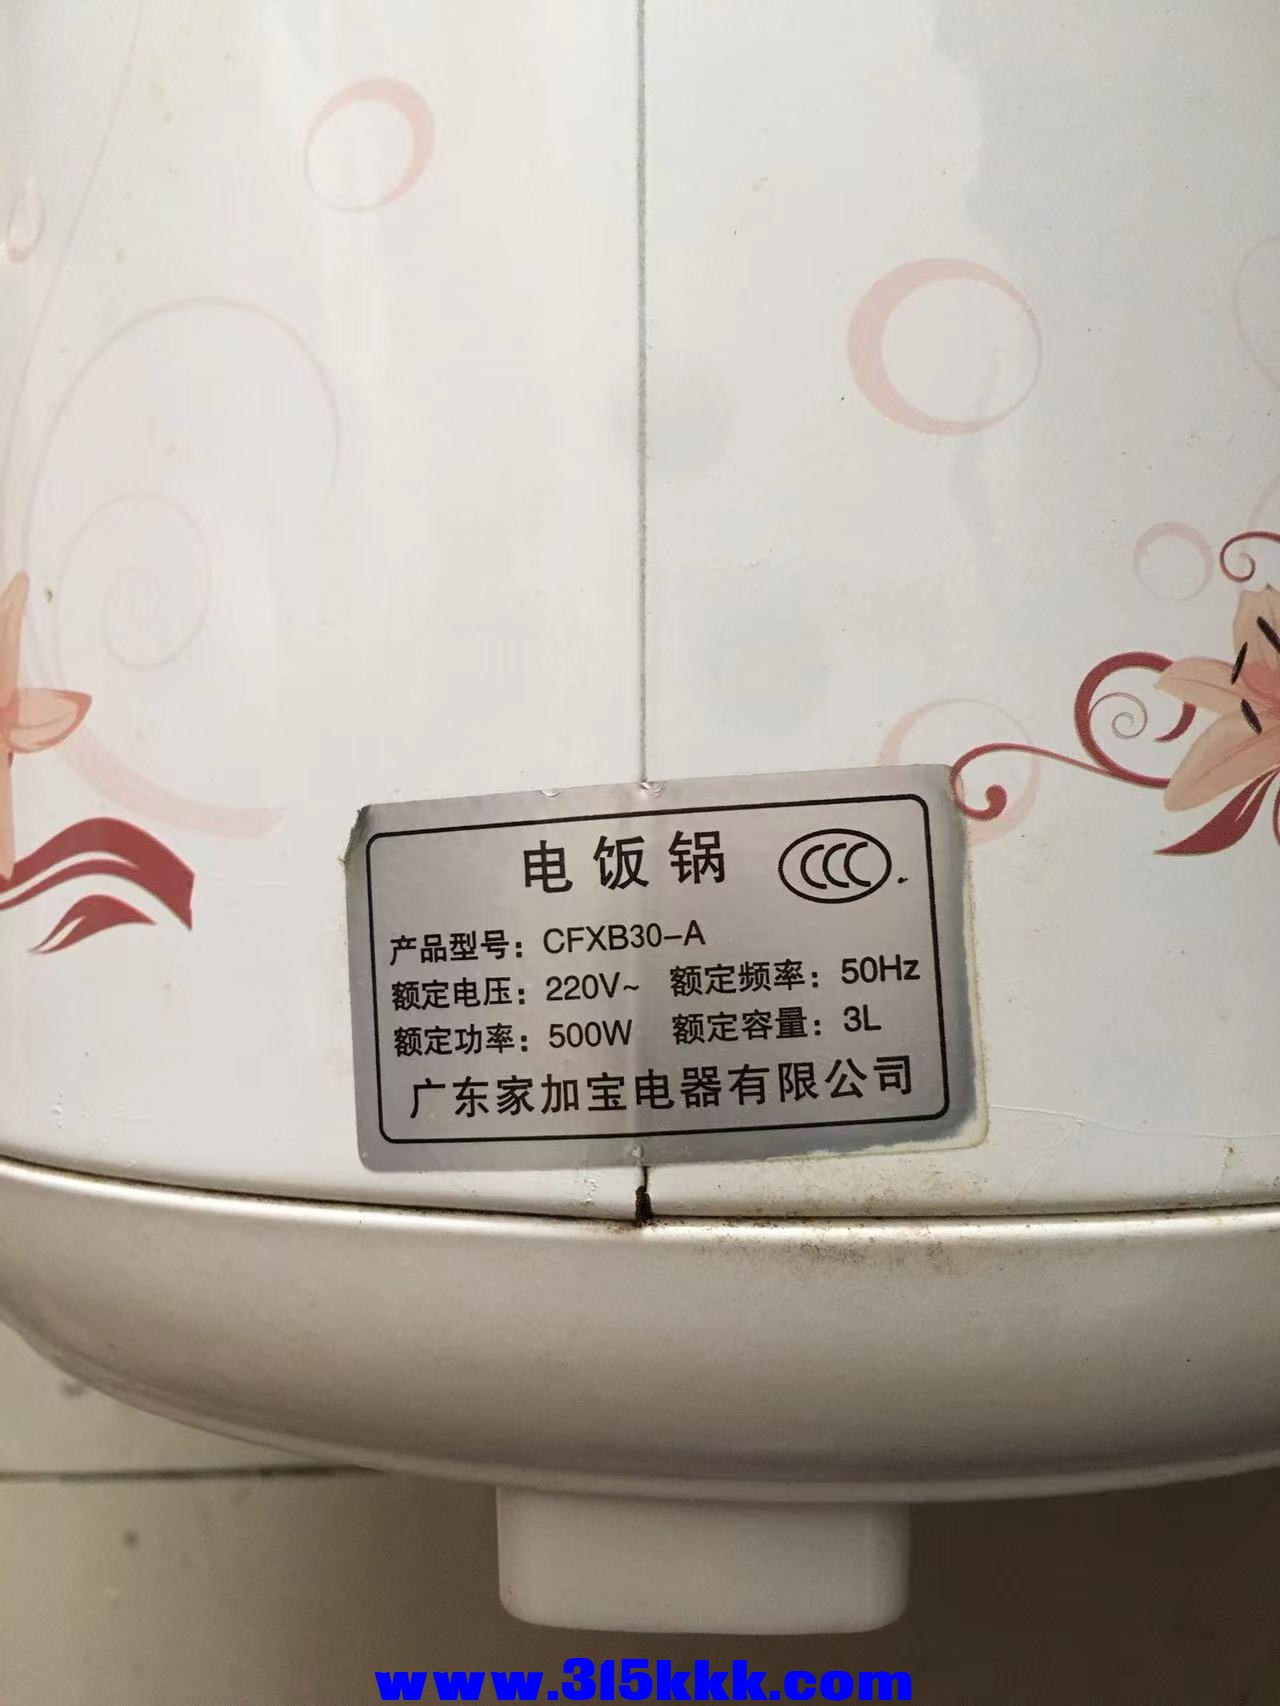 电饭锅 CCC
产品型号：CFXB30-A
额定电压：220V~ 额定频率：50Hz
额定功率：500W 额定容量：3L
广东家加宝电器有限公司
www.315kkk.com